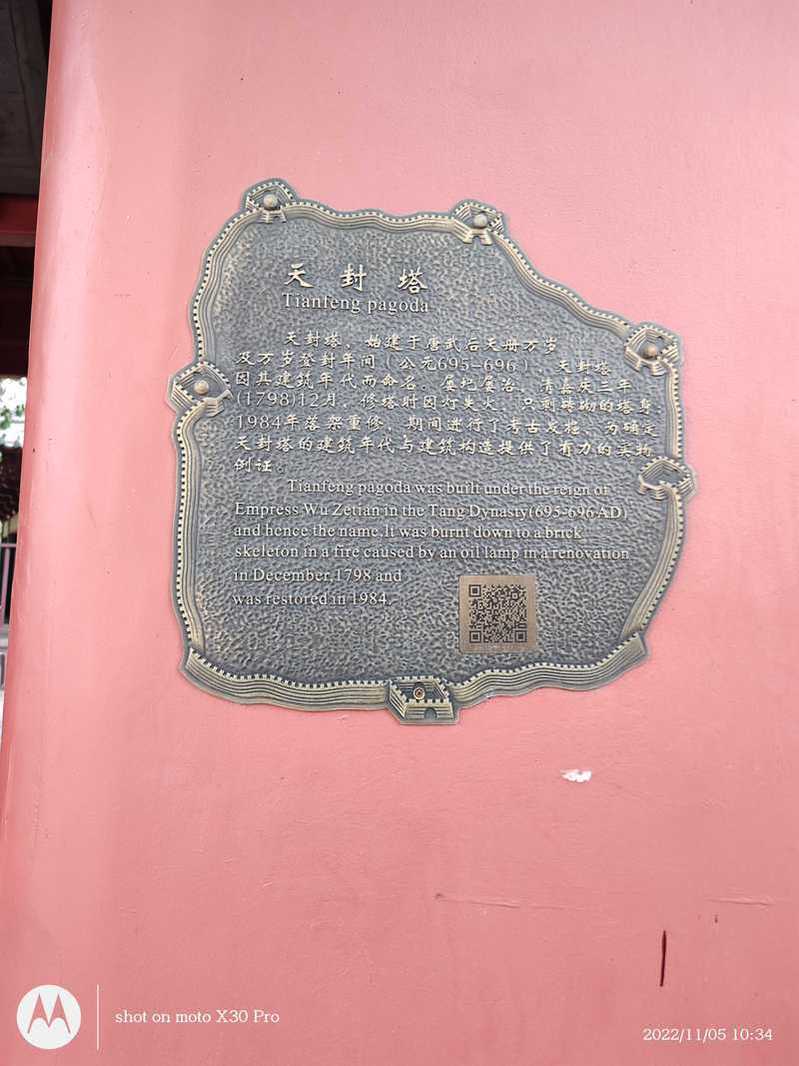 天封塔
Tianfeng pagoda
天封塔，始建于唐武后天册万岁
及万岁登封年间（公元695-696），天封塔
因其建筑年代而命名。屡圮屡治，清嘉庆三年
(1798)12月，修塔时因灯失火，只剩砖砌的塔身，
1984年落架重修，期间进行了考古发掘，为确定
天封塔的建筑年代与建筑构造提供了有力的实物
例证。
Tianfeng pagoda was built under the reign of
Empress Wu Zetian in the Tang Dynasty(695-696 AD)
and hence the name.It was burnt down to a brick
skeleton in a fire caused by an oil lamp in a renovation
in December,1798 and
was restored in 1984.
shot on moto X30 Pro
2022/11/05 10:34